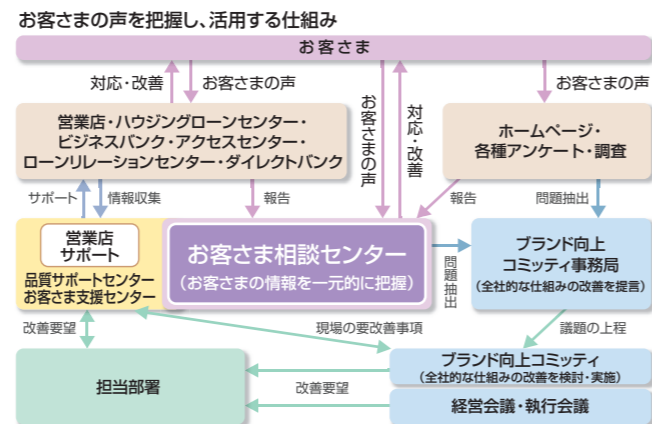 お客さまの声を把握し、活用する仕組み
お客さま
対応・改善
お客さまの声
お客さまの声
対応・改善
お客さまの声
営業店・ハウジングローンセンター・
ビジネスバンク・アクセスセンター・
ローンリレーションセンター・ダイレクトバンク
ホームページ・
各種アンケート・調査
サポート
情報収集
報告
報告
問題抽出
営業店
サポート
品質サポートセンター
お客さま支援センター
お客さま相談センター
（お客さまの情報を一元的に把握）
問題抽出
ブランド向上
コミッティ事務局
（全社的な仕組みの改善を提言）
改善要望
現場の要改善事項
議題の上程
担当部署
改善要望
ブランド向上コミッティ
（全社的な仕組みの改善を検討・実施）
経営会議・執行会議